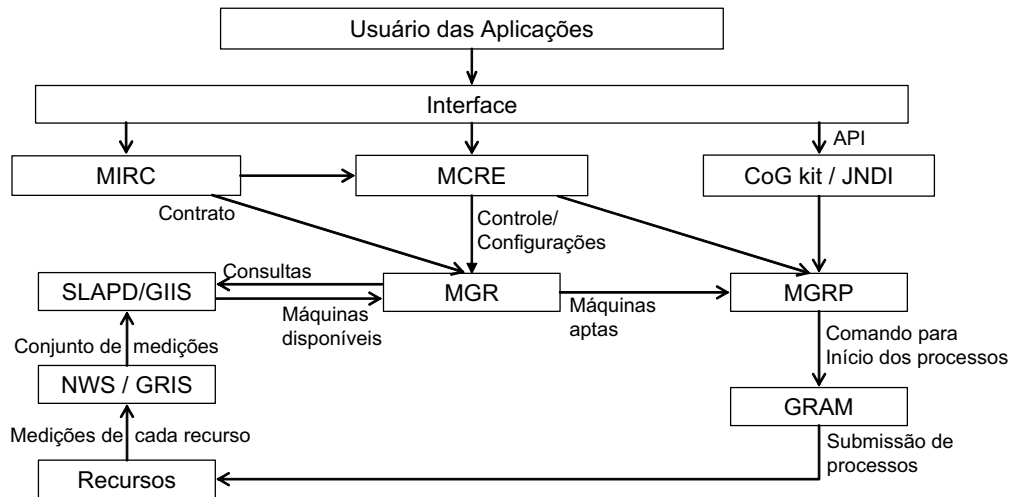 Usuário das Aplicações
Interface
API
MIRC
MCRE
CoG kit / JNDI
Contrato
Controle/
Configurações
Consultas
SLAPD/GIIS
MGR
MGRP
Máquinas
disponíveis
Máquinas
aptas
Conjunto de medições
Comando para
Início dos processos
NWS / GRIS
GRAM
Medições de cada recurso
Submissão de
processos
Recursos